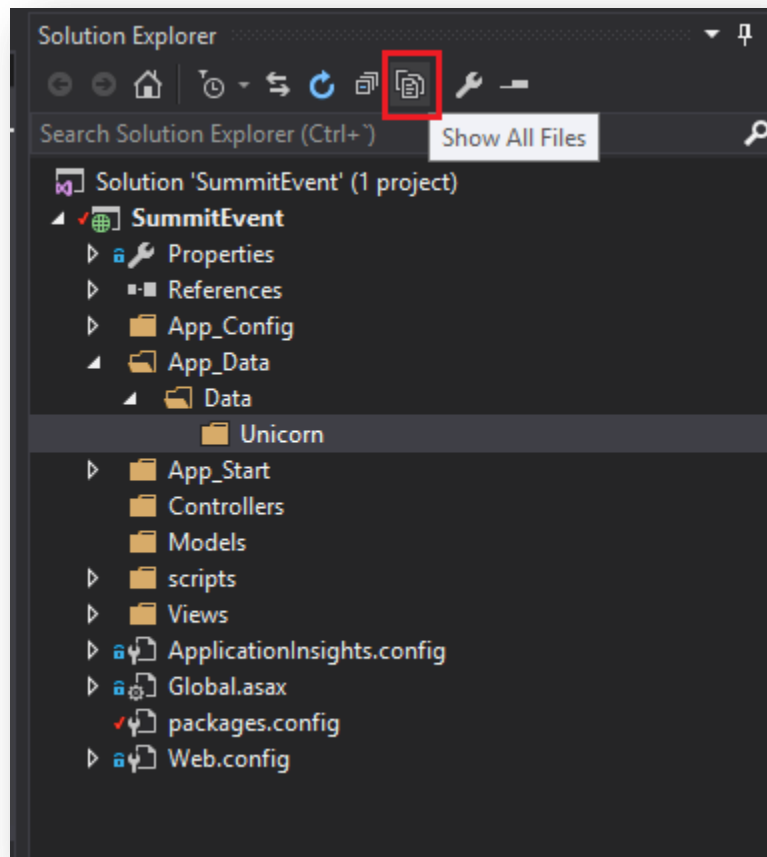 Solution Explorer
Search Solution Explorer (Ctrl+`)
Show All Files
Solution 'SummitEvent' (1 project)
SummitEvent
Properties
References
App_Config
App_Data
Data
Unicorn
App_Start
Controllers
Models
scripts
Views
ApplicationInsights.config
Global.asax
packages.config
Web.config